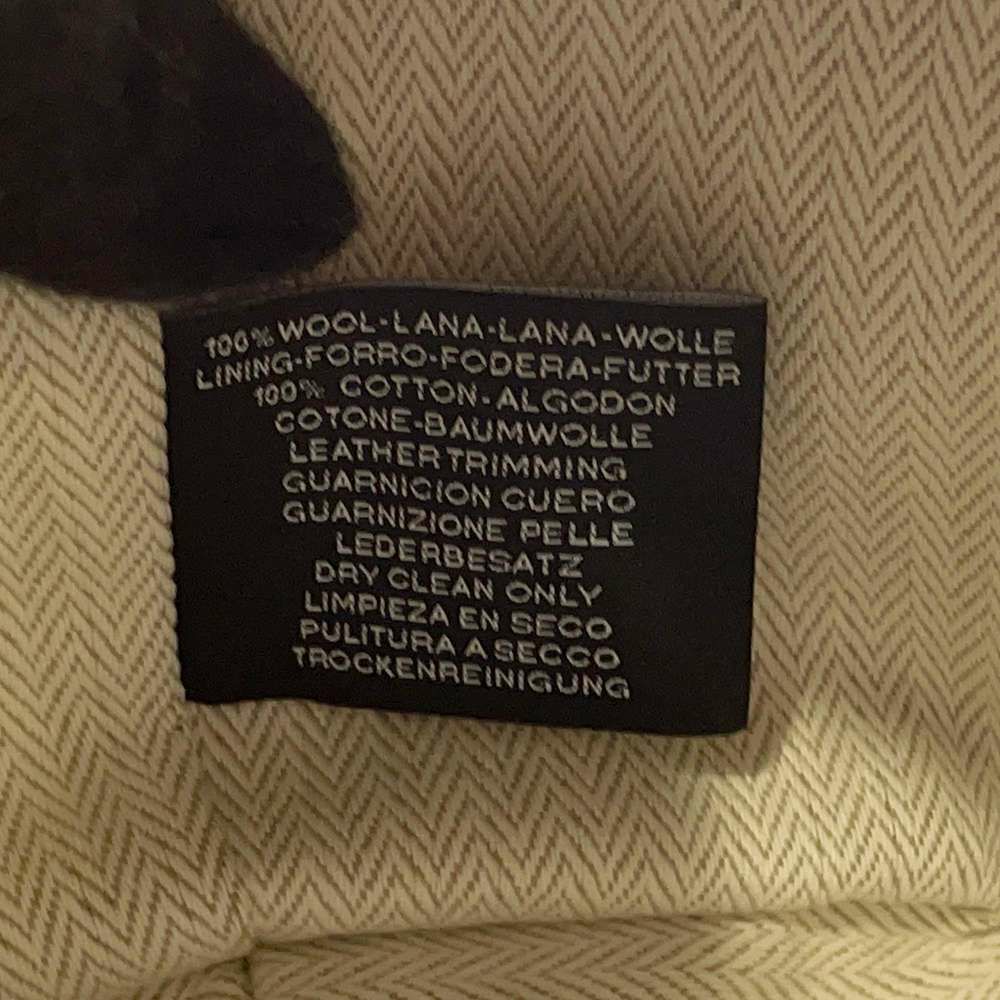 100% WOOL-LANA-LANA-WOLLE
LINING-FORRO-FODERA-FUTTER
100% COTTON-ALGODON
COTONE-BAUMWOLLE
LEATHER TRIMMING
GUARNICION CUERO
GUARNIZIONE PELLE
LEDERBESATZ
DRY CLEAN ONLY
LIMPIEZA EN SECO
PULITURA A SECCO
TROCKENREINIGUNG